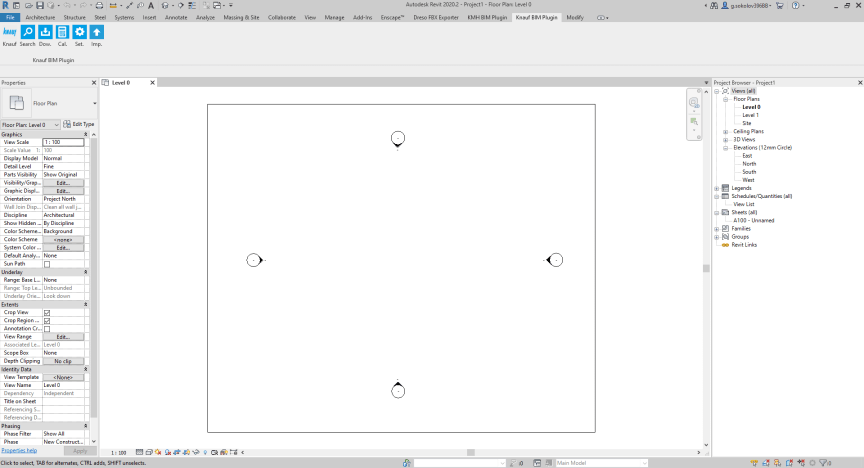 Autodesk Revit 2020.2 - Project1 - Floor Plan: Level 0
g.sokolov39688
File Architecture Structure Steel Systems Insert Annotate Analyze Massing & Site Collaborate View Manage Add-Ins Enscape™ Dreso FBX Exporter KMH BIM Plugin Knauf BIM Plugin Modify
KNAUF
Knauf Search Dow. Cal. Set. Imp.
Knauf BIM Plugin
Properties
Floor Plan
Floor Plan: Level 0 Edit Type
Graphics
View Scale 1 : 100
Scale Value 1: 100
Display Model Normal
Detail Level Fine
Parts Visibility Show Original
Visibility/Grap... Edit...
Graphic Displ... Edit...
Orientation Project North
Wall Join Disp... Clean all wall j...
Discipline Architectural
Show Hidden ... By Discipline
Color Scheme... Background
Color Scheme <none>
System Color ... Edit...
Default Analy... None
Sun Path
Underlay
Range: Base L... None
Range: Top Le... Unbounded
Underlay Orie... Look down
Extents
Crop View
Crop Region ...
Annotation Cr...
View Range Edit...
Associated Le... Level 0
Scope Box None
Depth Clipping No clip
Identity Data
View Template <None>
View Name Level 0
Dependency Independent
Title on Sheet
Referencing S...
Referencing D...
Phasing
Phase Filter Show All
Phase New Construct...
Properties help Apply
Level 0
1 : 100
Project Browser - Project1
Views (all)
Floor Plans
Level 0
Level 1
Site
Ceiling Plans
3D Views
Elevations (12mm Circle)
East
North
South
West
Legends
Schedules/Quantities (all)
View List
Sheets (all)
A100 - Unnamed
Families
Groups
Revit Links
Click to select, TAB for alternates, CTRL adds, SHIFT unselects. :0 Main Model :0